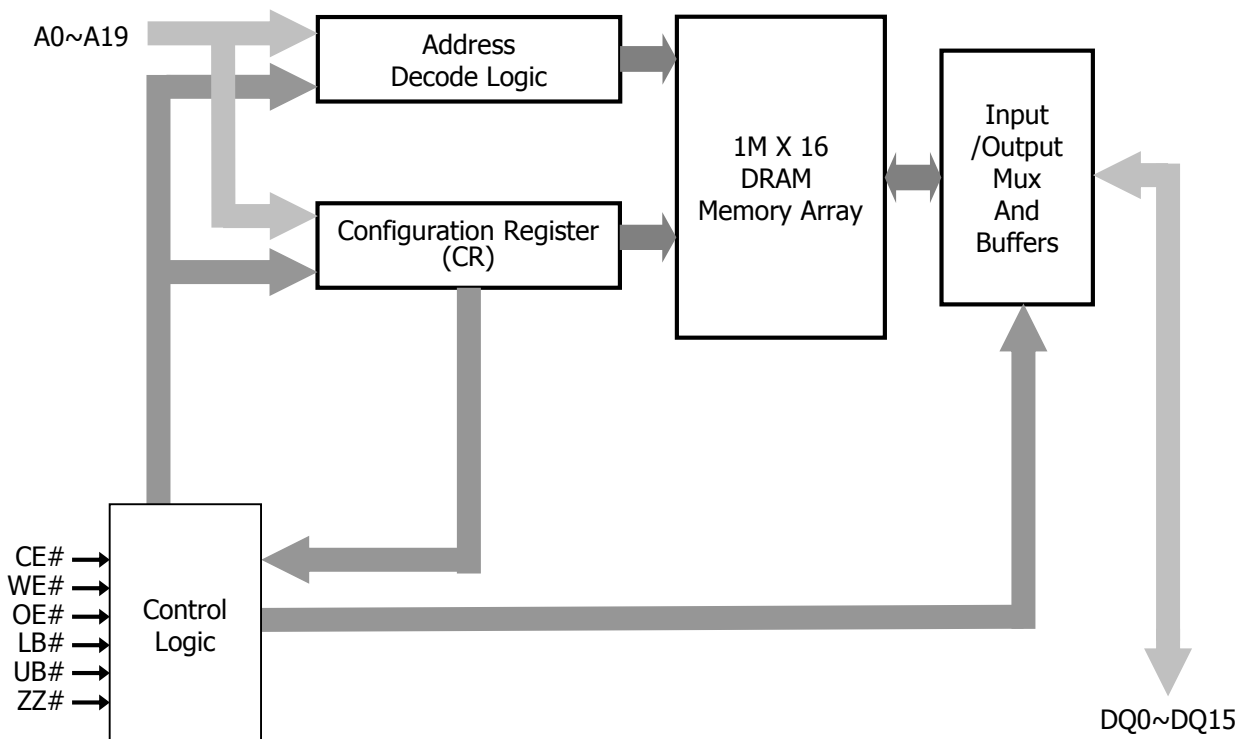 A0~A19
Address
Decode Logic
1M X 16
DRAM
Memory Array
Input
/Output
Mux
And
Buffers
Configuration Register
(CR)
CE#
WE#
OE#
LB#
UB#
ZZ#
Control
Logic
DQ0~DQ15